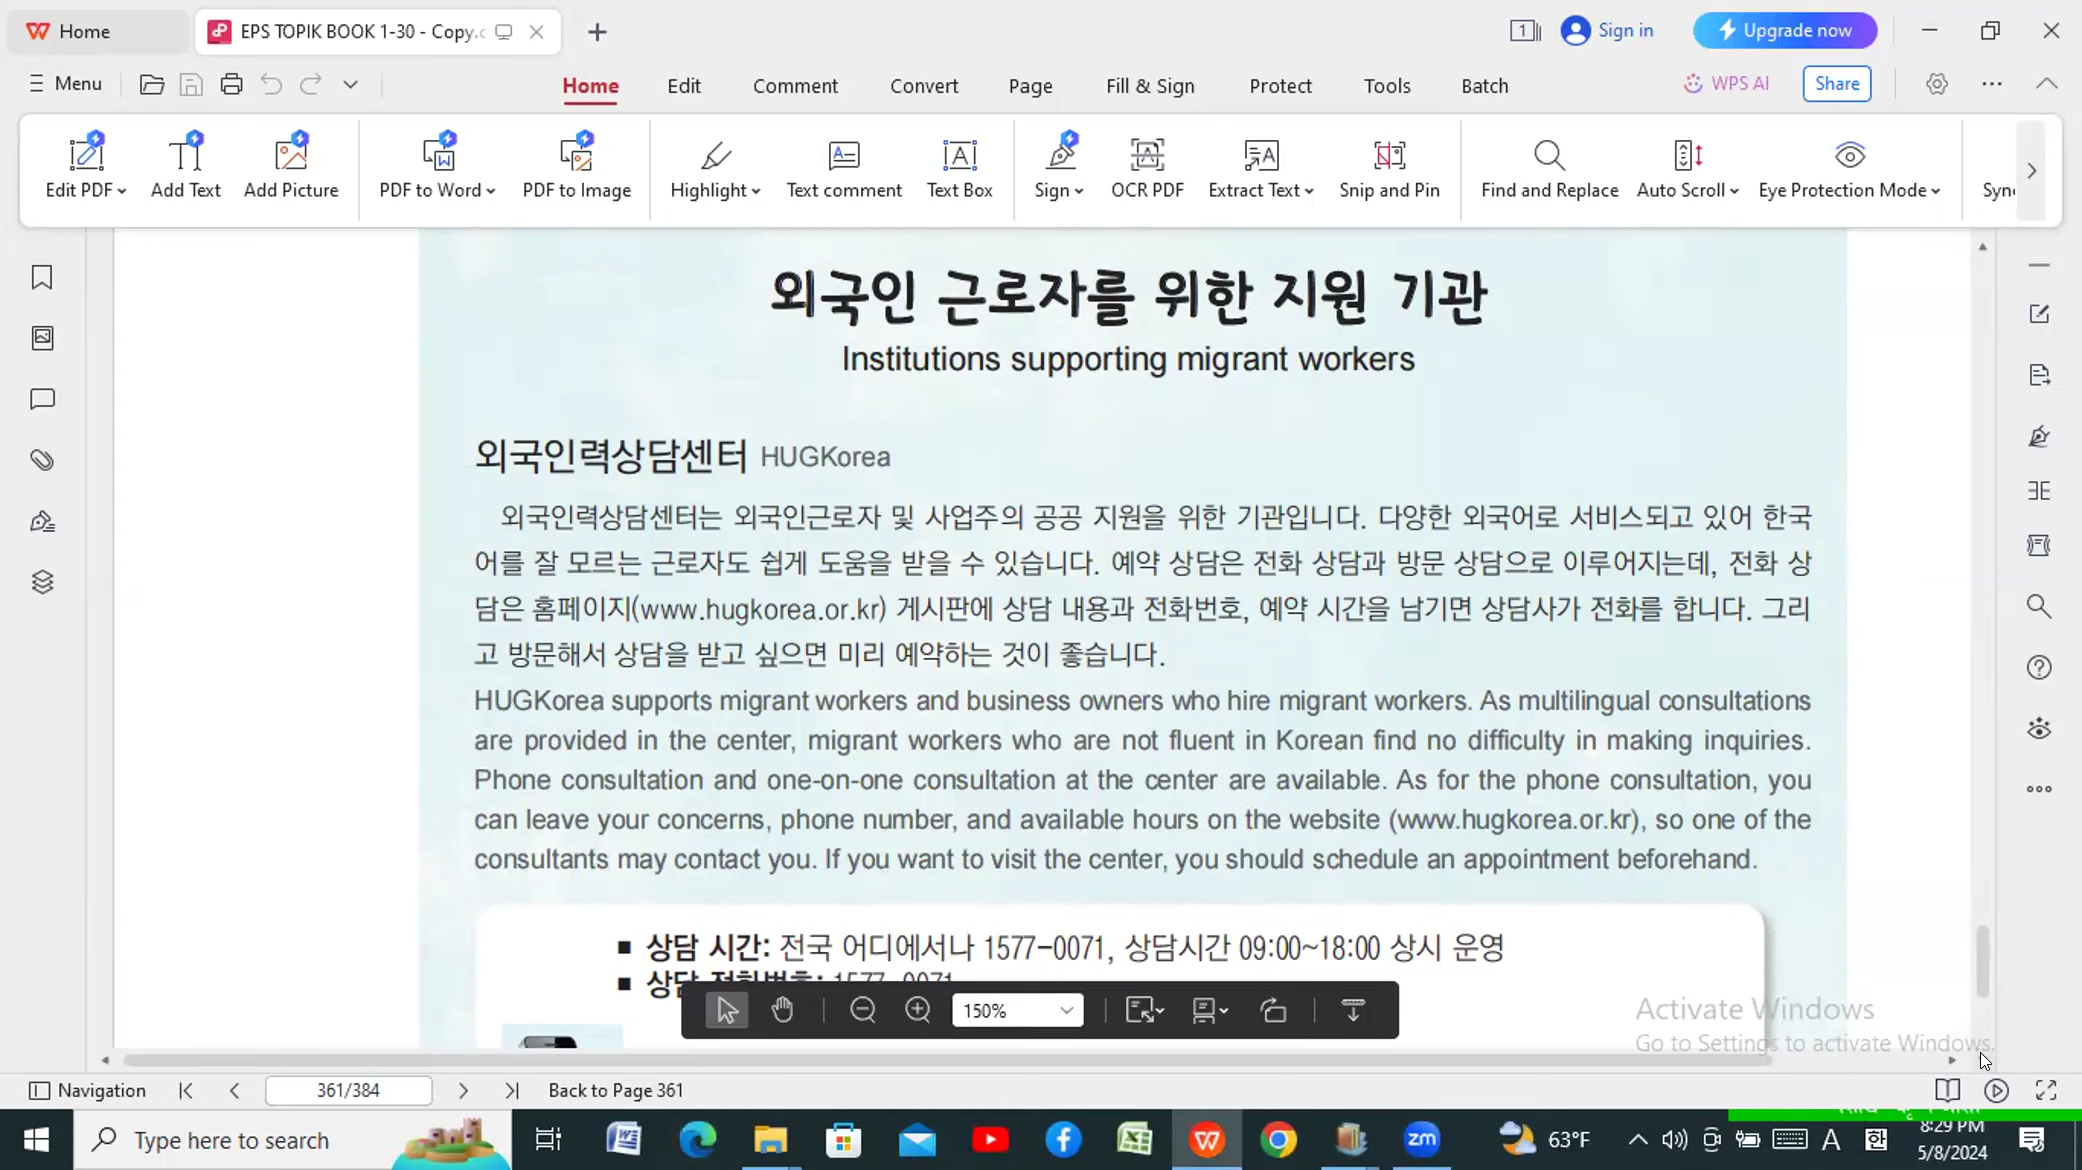 Home
EPS TOPIK BOOK 1-30 - Copy.c
Sign in
Upgrade now
Menu
Home Edit Comment Convert Page Fill & Sign Protect Tools Batch
WPS AI
Share
Edit PDF Add Text Add Picture PDF to Word PDF to Image Highlight Text comment Text Box Sign OCR PDF Extract Text Snip and Pin Find and Replace Auto Scroll Eye Protection Mode Sync
외국인 근로자를 위한 지원 기관
Institutions supporting migrant workers
외국인력상담센터 HUGKorea
외국인력상담센터는 외국인근로자 및 사업주의 공공 지원을 위한 기관입니다. 다양한 외국어로 서비스되고 있어 한국
어를 잘 모르는 근로자도 쉽게 도움을 받을 수 있습니다. 예약 상담은 전화 상담과 방문 상담으로 이루어지는데, 전화 상
담은 홈페이지(www.hugkorea.or.kr) 게시판에 상담 내용과 전화번호, 예약 시간을 남기면 상담사가 전화를 합니다. 그리
고 방문해서 상담을 받고 싶으면 미리 예약하는 것이 좋습니다.
HUGKorea supports migrant workers and business owners who hire migrant workers. As multilingual consultations
are provided in the center, migrant workers who are not fluent in Korean find no difficulty in making inquiries.
Phone consultation and one-on-one consultation at the center are available. As for the phone consultation, you
can leave your concerns, phone number, and available hours on the website (www.hugkorea.or.kr), so one of the
consultants may contact you. If you want to visit the center, you should schedule an appointment beforehand.
■ 상담 시간: 전국 어디에서나 1577-0071, 상담시간 09:00~18:00 상시 운영
■ 상담 전화번호: 1577-0071
150%
Activate Windows
Go to Settings to activate Windows.
Navigation
361/384
Back to Page 361
Type here to search
63°F
A
한
8:29 PM
5/8/2024